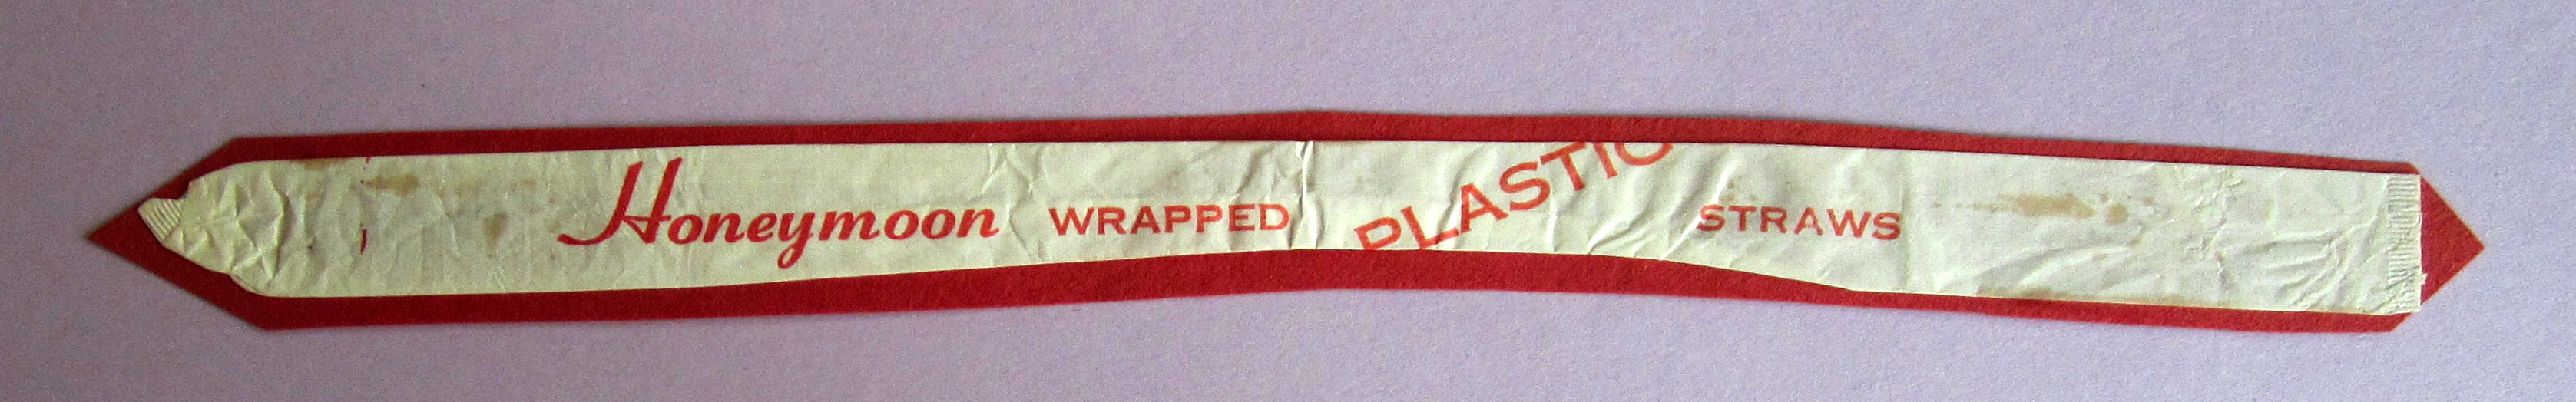 Honeymoon WRAPPED PLASTIC STRAWS